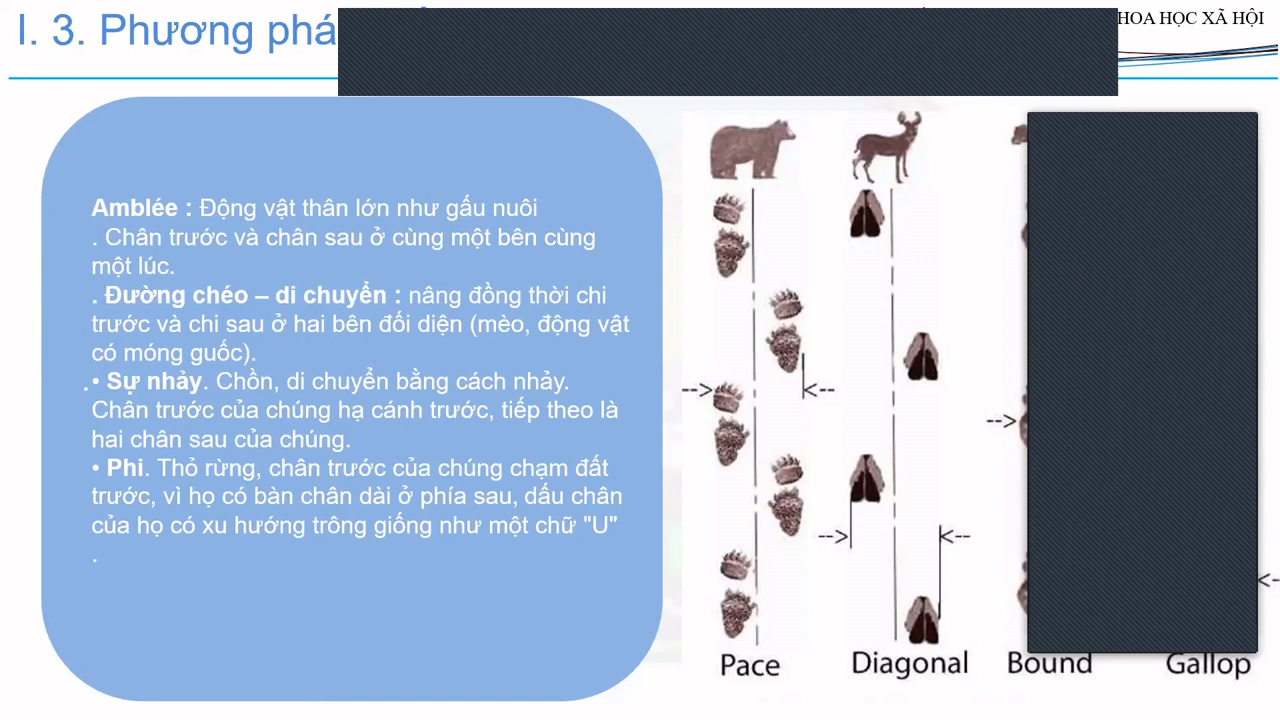 I. 3. Phương phá
HOA HỌC XÃ HỘI
Amblée : Động vật thân lớn như gấu nuôi
. Chân trước và chân sau ở cùng một bên cùng
một lúc.
. Đường chéo – di chuyển : nâng đồng thời chi
trước và chi sau ở hai bên đối diện (mèo, động vật
có móng guốc).
.• Sự nhảy. Chồn, di chuyển bằng cách nhảy.
Chân trước của chúng hạ cánh trước, tiếp theo là
hai chân sau của chúng.
• Phi. Thỏ rừng, chân trước của chúng chạm đất
trước, vì họ có bàn chân dài ở phía sau, dấu chân
của họ có xu hướng trông giống như một chữ "U"
.
Pace Diagonal Bound Gallop